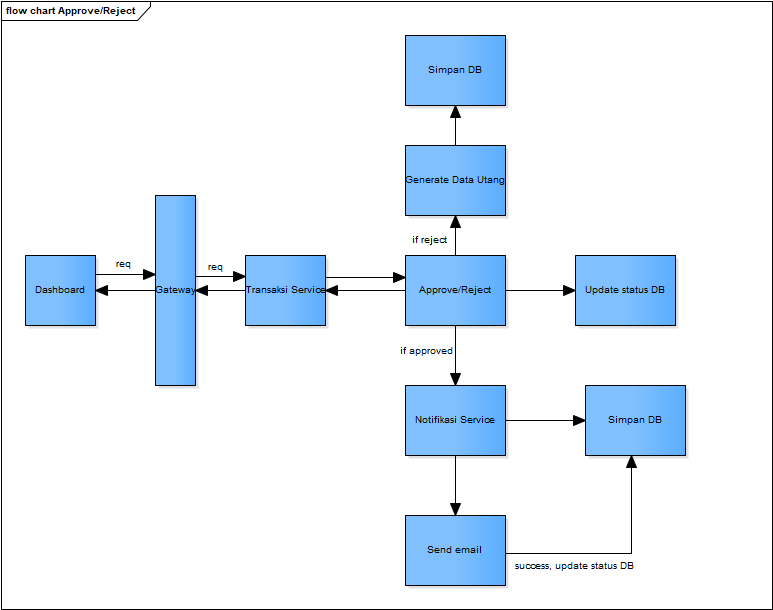 flow chart Approve/Reject
Simpan DB
Generate Data Utang
if reject
req
req
Dashboard
Gateway
Transaksi Service
Approve/Reject
Update status DB
if approved
Notifikasi Service
Simpan DB
Send email
success, update status DB